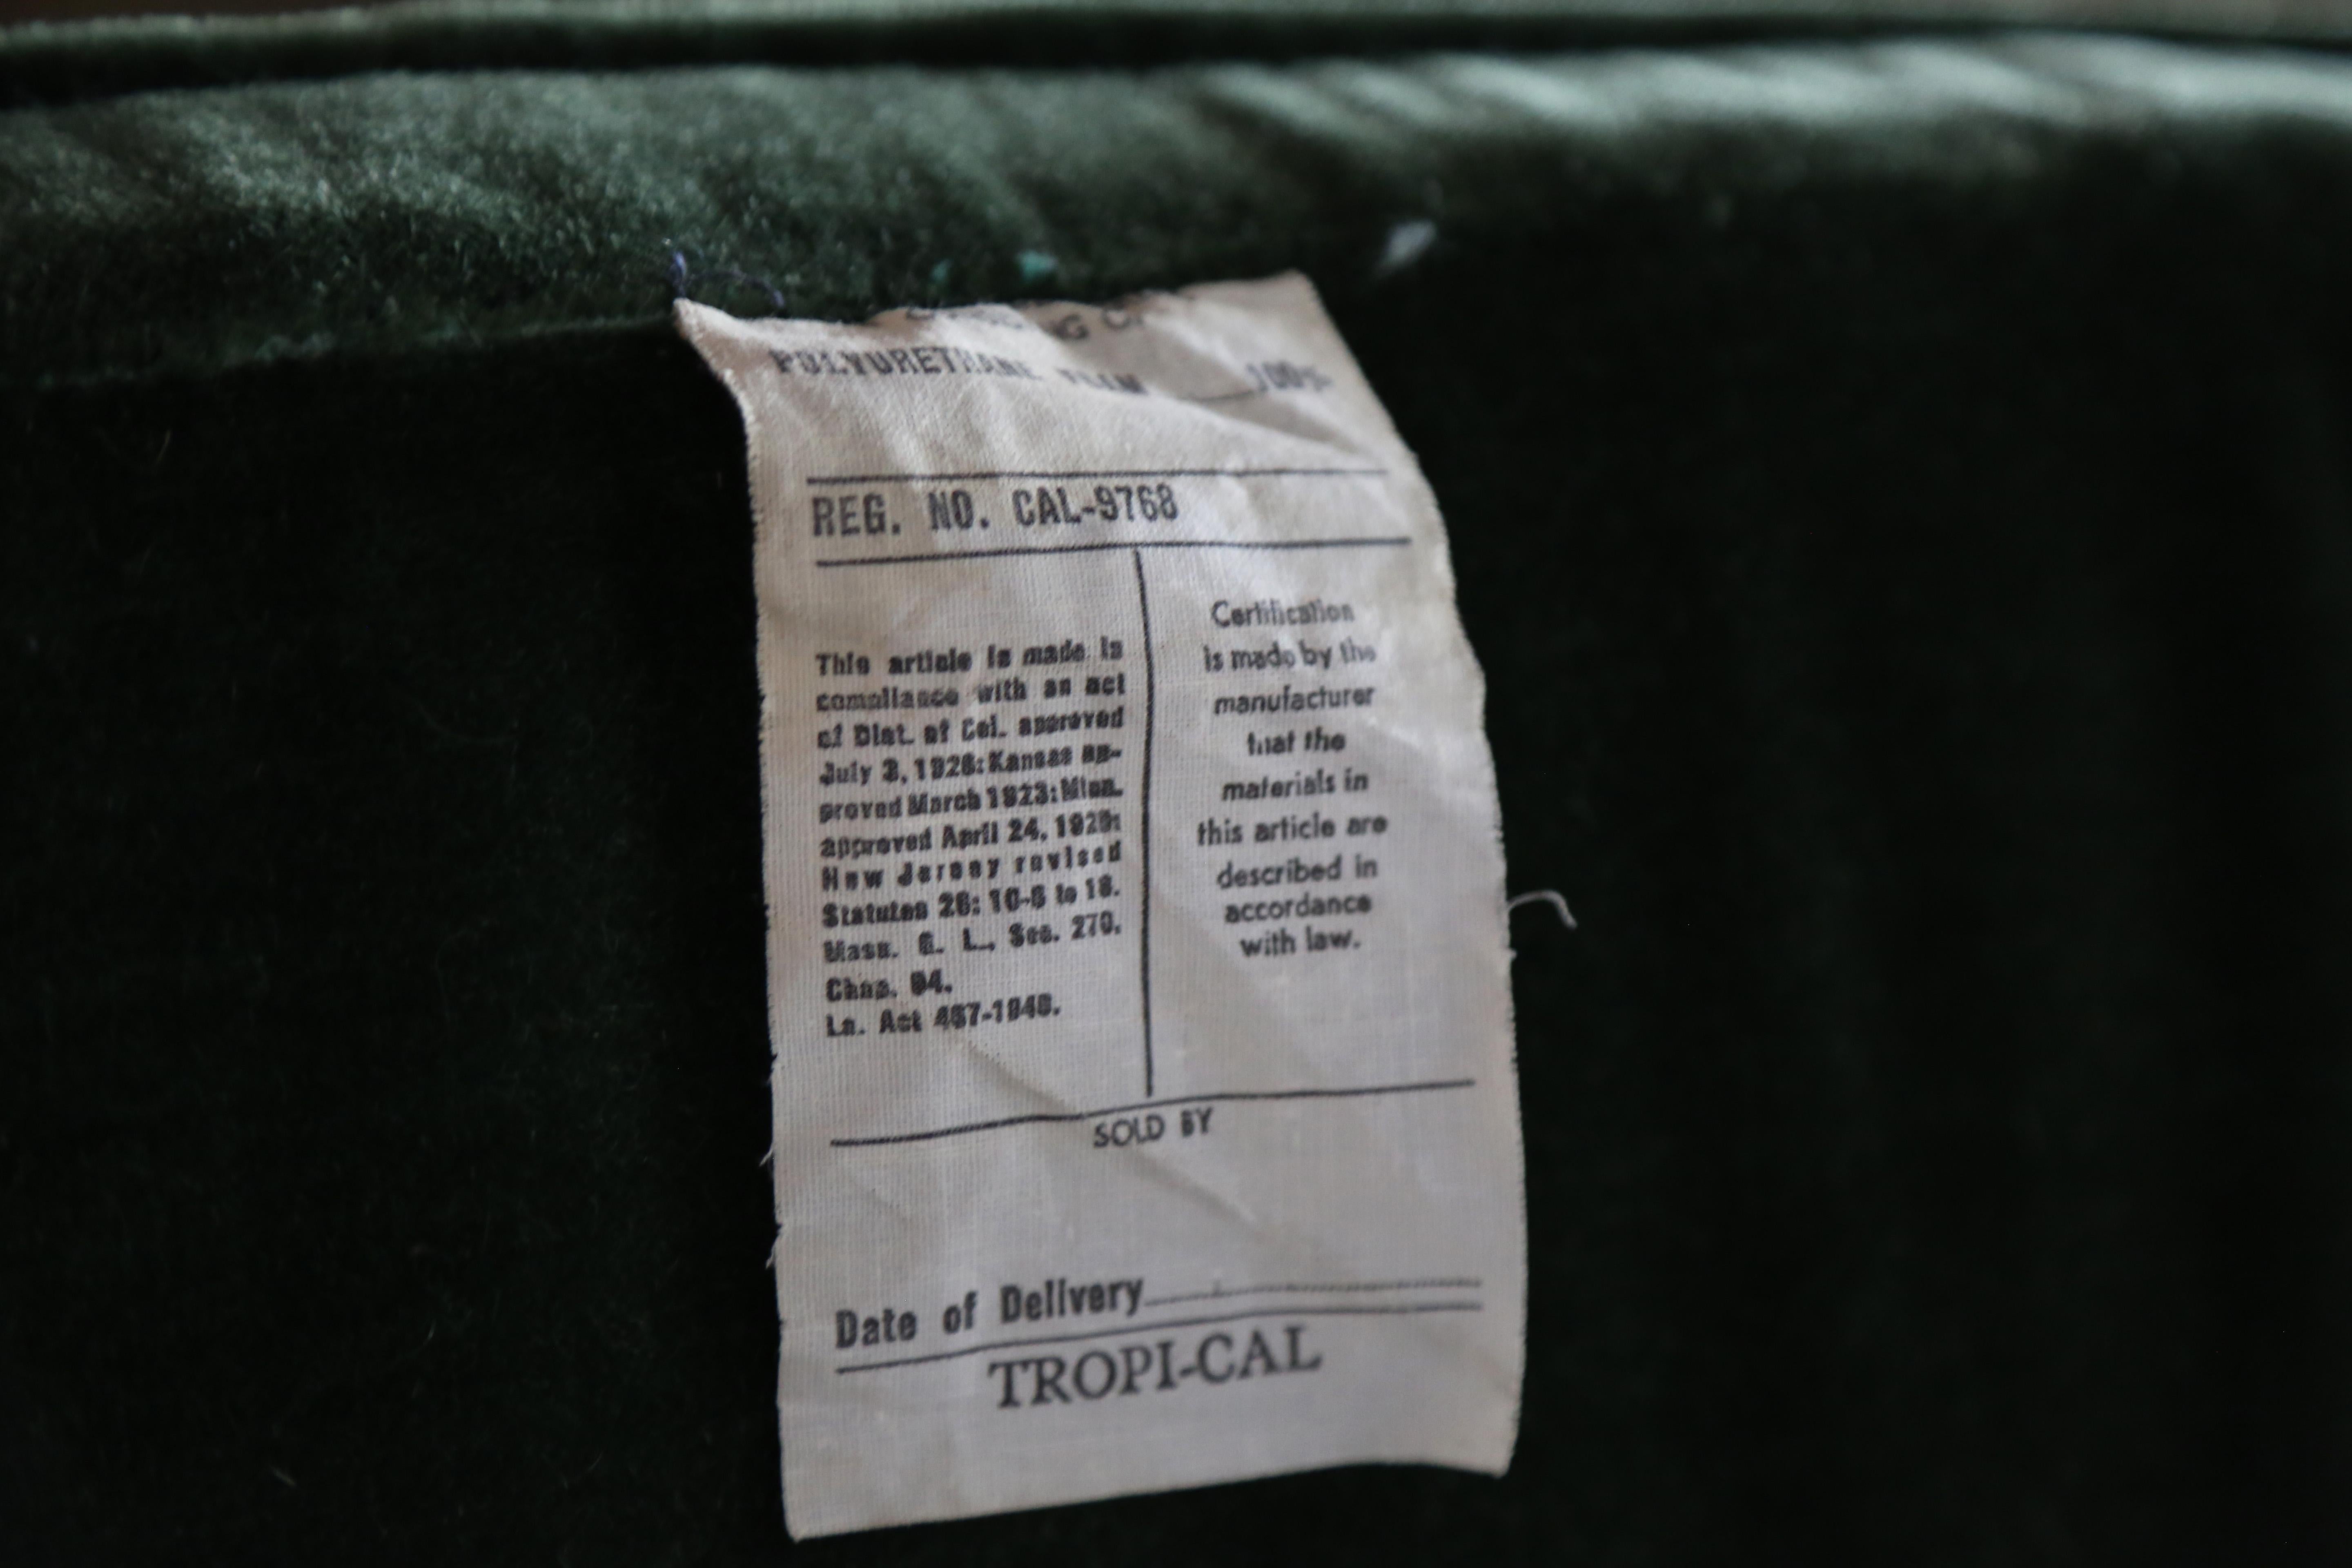 POLYURETHANE FOAM 100%
REG. NO. CAL-9768
This article is made in
compliance with an act
of Dist. of Col. approved
July 3, 1926: Kansas ap-
proved March 1923: Minn.
approved April 24, 1929:
New Jersey revised
Statutes 26: 10-6 to 18.
Mass. G. L., Sec. 270,
Chap. 94.
La. Act 467-1948.
Certification
is made by the
manufacturer
that the
materials in
this article are
described in
accordance
with law.
SOLD BY
Date of Delivery
TROPI-CAL